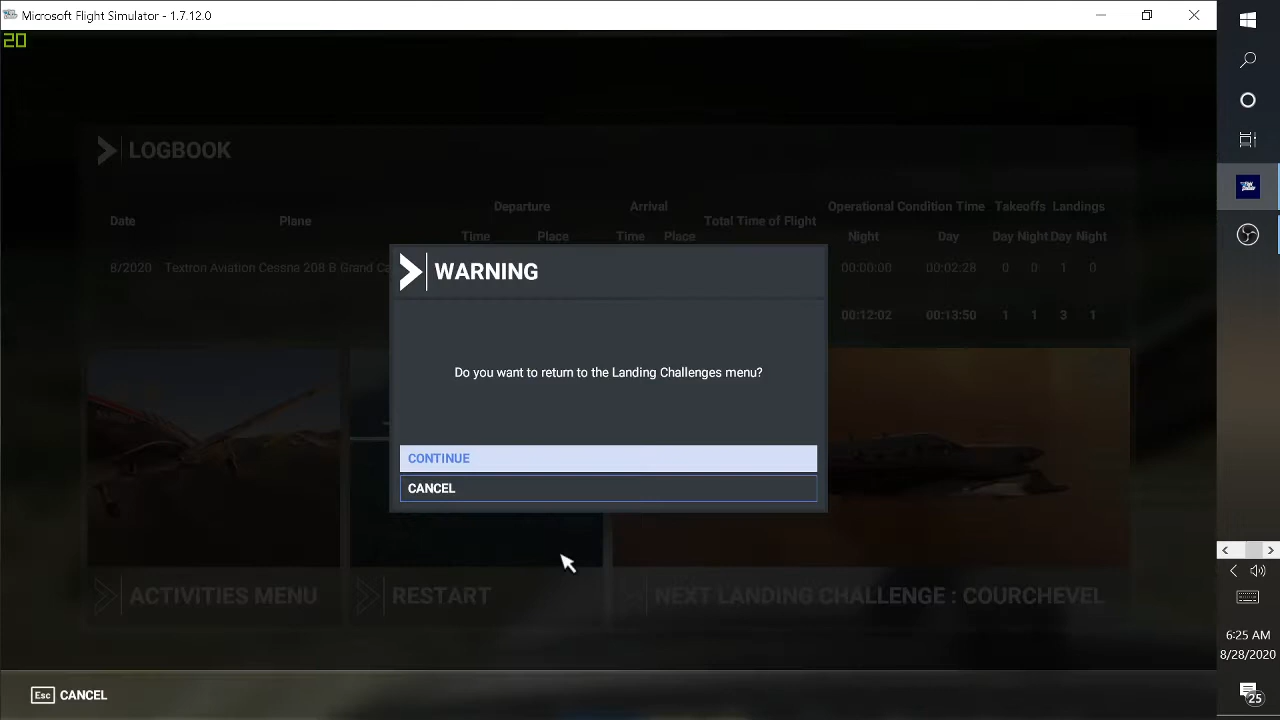 Microsoft Flight Simulator - 1.7.12.0
20
LOGBOOK
Departure Arrival Operational Condition Time Takeoffs Landings
Date Plane Total Time of Flight
Time Place Time Place Night Day Day Night Day Night
8/2020 Textron Aviation Cessna 208 B Grand Ca 00:00:00 00:02:28 0 0 1 0
00:12:02 00:13:50 1 1 3 1
WARNING
Do you want to return to the Landing Challenges menu?
CONTINUE
CANCEL
ACTIVITIES MENU
RESTART
NEXT LANDING CHALLENGE : COURCHEVEL
Esc CANCEL
6:25 AM
8/28/2020
25